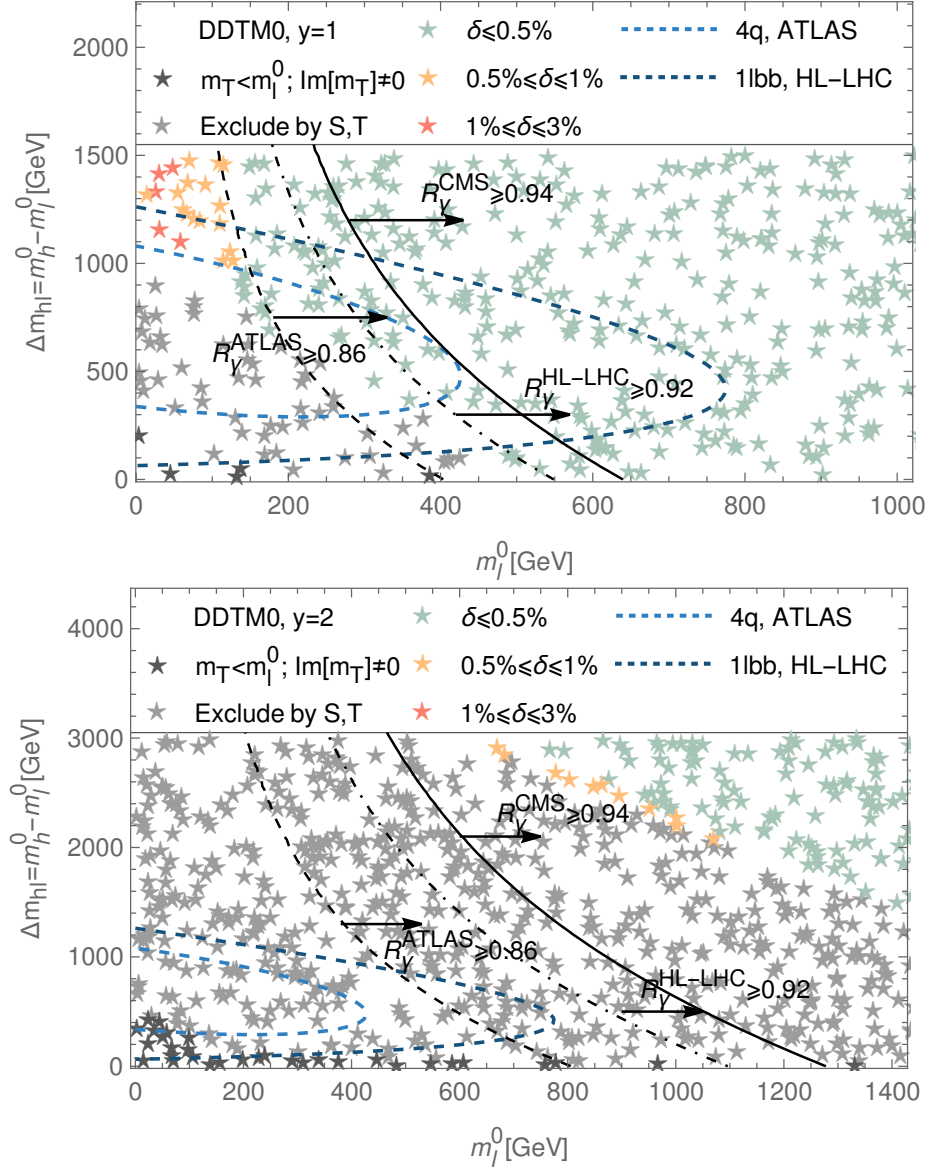 2000
1500
1000
500
0
Δm_hl=m_h^0−m_l^0[GeV]
DDTM0, y=1
δ⩽0.5%
4q, ATLAS
m_T<m_l^0; Im[m_T]≠0
0.5%⩽δ⩽1%
1lbb, HL−LHC
Exclude by S,T
1%⩽δ⩽3%
R_γ^CMS⩾0.94
R_γ^ATLAS⩾0.86
R_γ^HL−LHC⩾0.92
0 200 400 600 800 1000
m_l^0[GeV]
4000
3000
2000
1000
0
Δm_hl=m_h^0−m_l^0[GeV]
DDTM0, y=2
δ⩽0.5%
4q, ATLAS
m_T<m_l^0; Im[m_T]≠0
0.5%⩽δ⩽1%
1lbb, HL−LHC
Exclude by S,T
1%⩽δ⩽3%
R_γ^CMS⩾0.94
R_γ^ATLAS⩾0.86
R_γ^HL−LHC⩾0.92
0 200 400 600 800 1000 1200 1400
m_l^0[GeV]